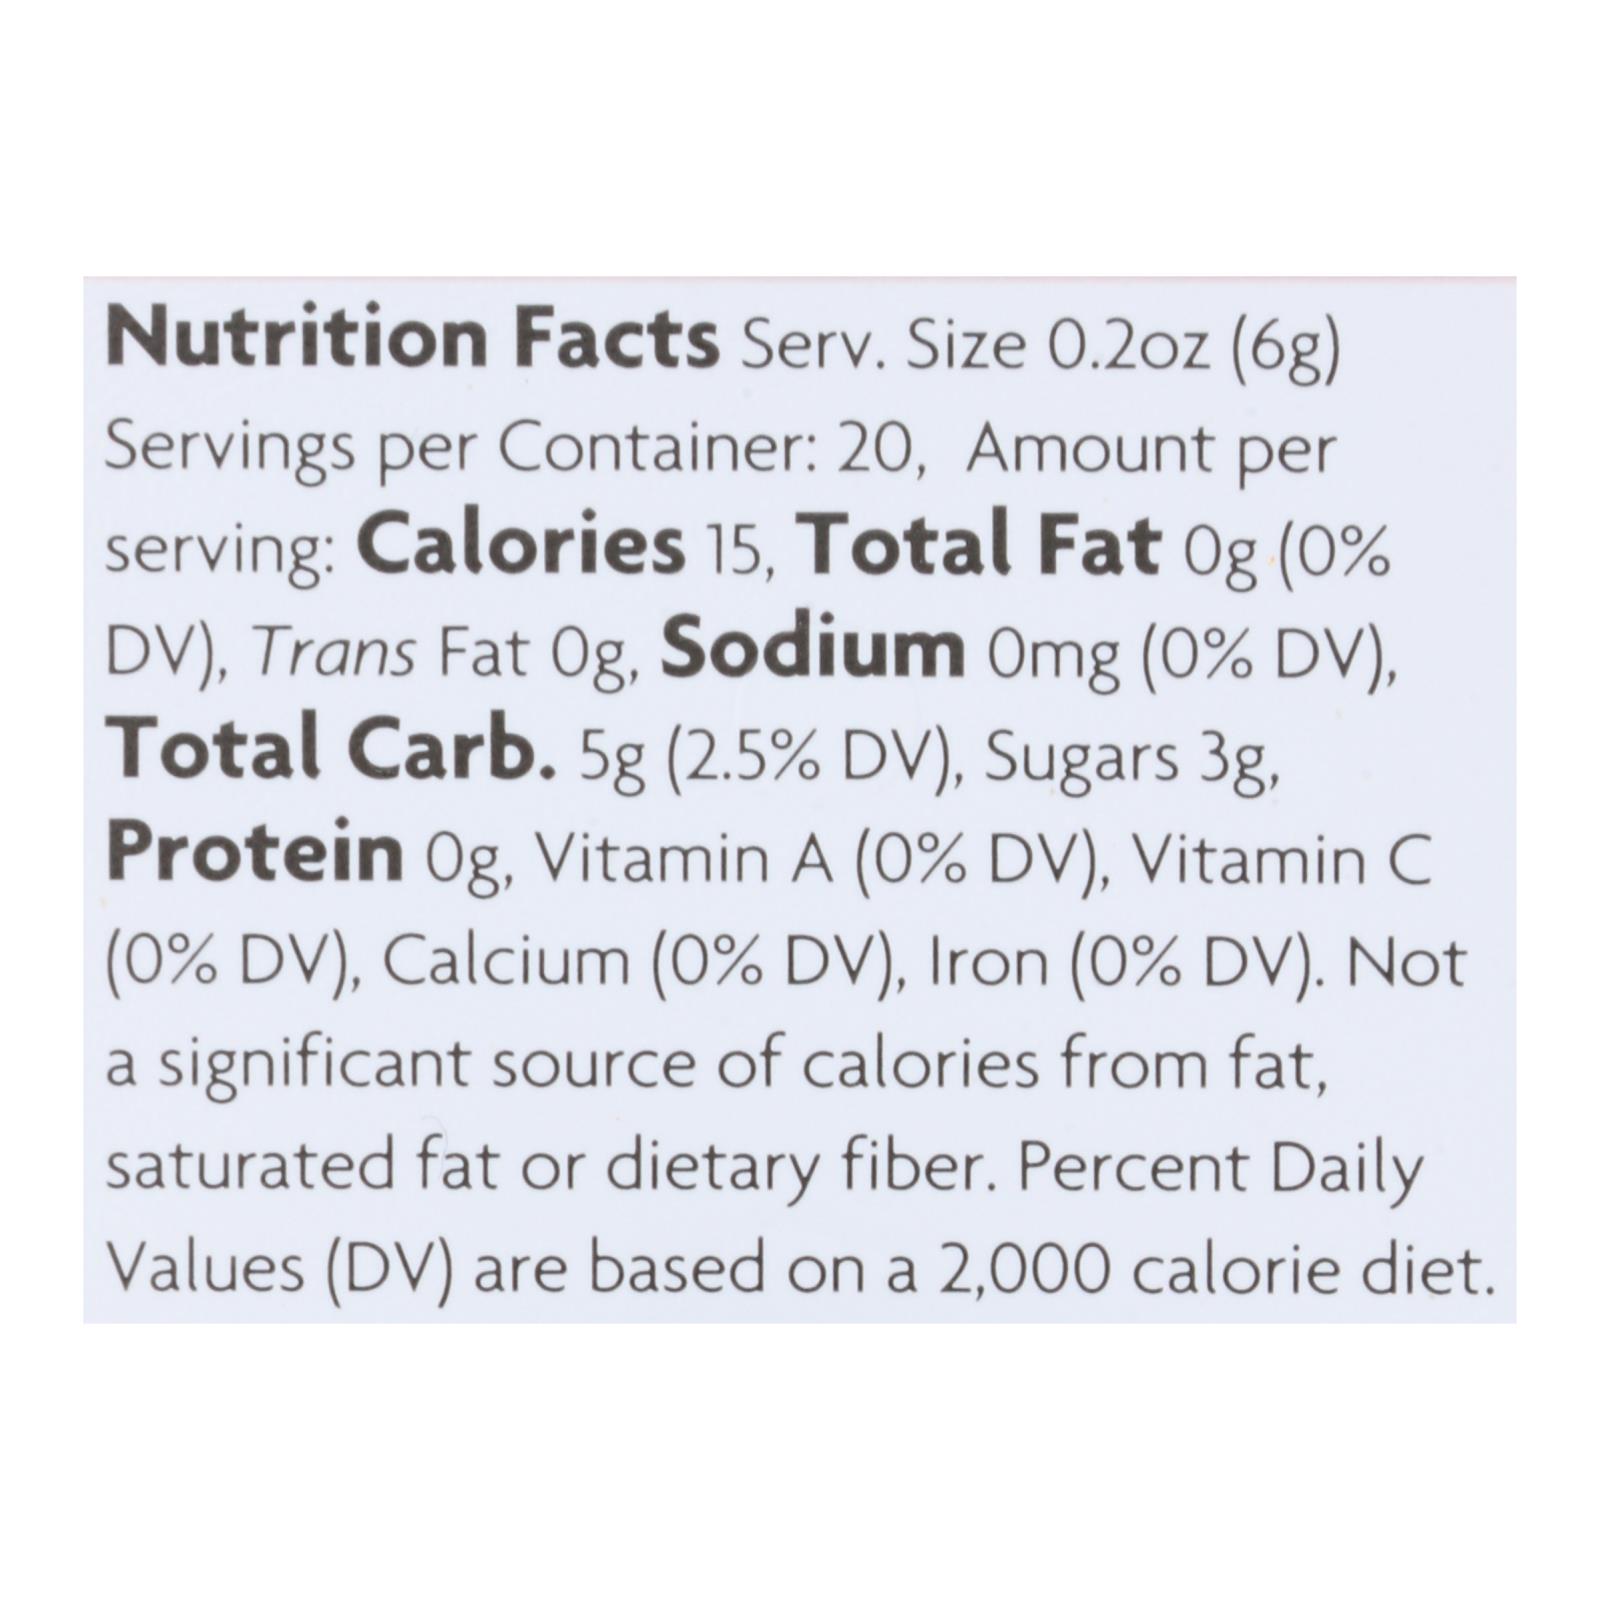 Nutrition Facts Serv. Size 0.2oz (6g)
Servings per Container: 20, Amount per
serving: Calories 15, Total Fat 0g (0%
DV), Trans Fat 0g, Sodium 0mg (0% DV),
Total Carb. 5g (2.5% DV), Sugars 3g,
Protein 0g, Vitamin A (0% DV), Vitamin C
(0% DV), Calcium (0% DV), Iron (0% DV). Not
a significant source of calories from fat,
saturated fat or dietary fiber. Percent Daily
Values (DV) are based on a 2,000 calorie diet.